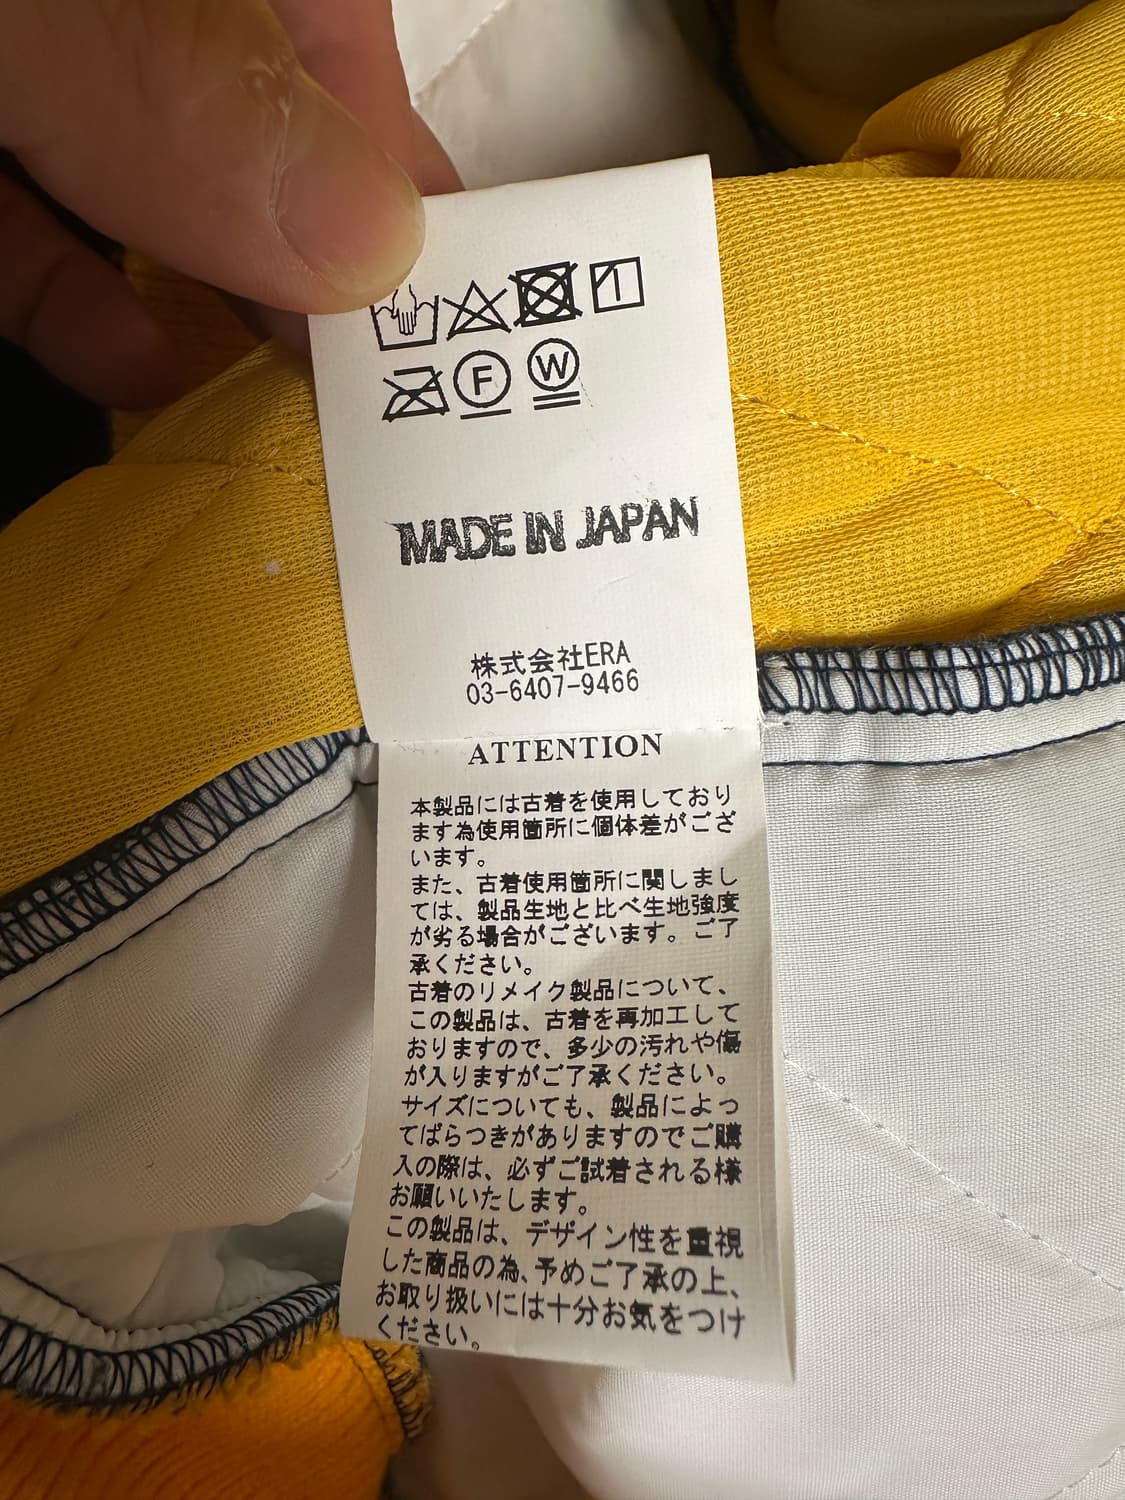 F W
MADE IN JAPAN
株式会社ERA
03-6407-9466
ATTENTION
本製品には古着を使用しており
ます為使用箇所に個体差がござ
います。
また、古着使用箇所に関しまし
ては、製品生地と比べ生地強度
が劣る場合がございます。ご了
承ください。
古着のリメイク製品について、
この製品は、古着を再加工して
おりますので、多少の汚れや傷
が入りますがご了承ください。
サイズについても、製品によっ
てばらつきがありますのでご購
入の際は、必ずご試着される様
お願いいたします。
この製品は、デザイン性を重視
した商品の為、予めご了承の上、
お取り扱いには十分お気をつけ
ください。